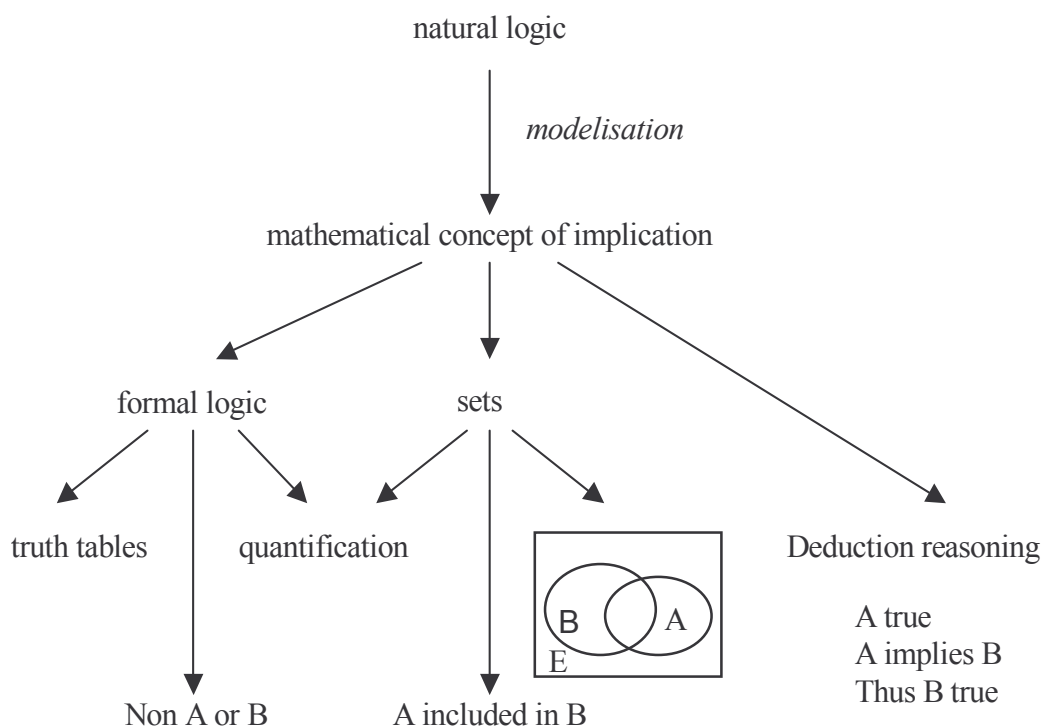 natural logic
modelisation
mathematical concept of implication
formal logic
sets
truth tables
quantification
B
A
E
Deduction reasoning
A true
A implies B
Thus B true
Non A or B
A included in B